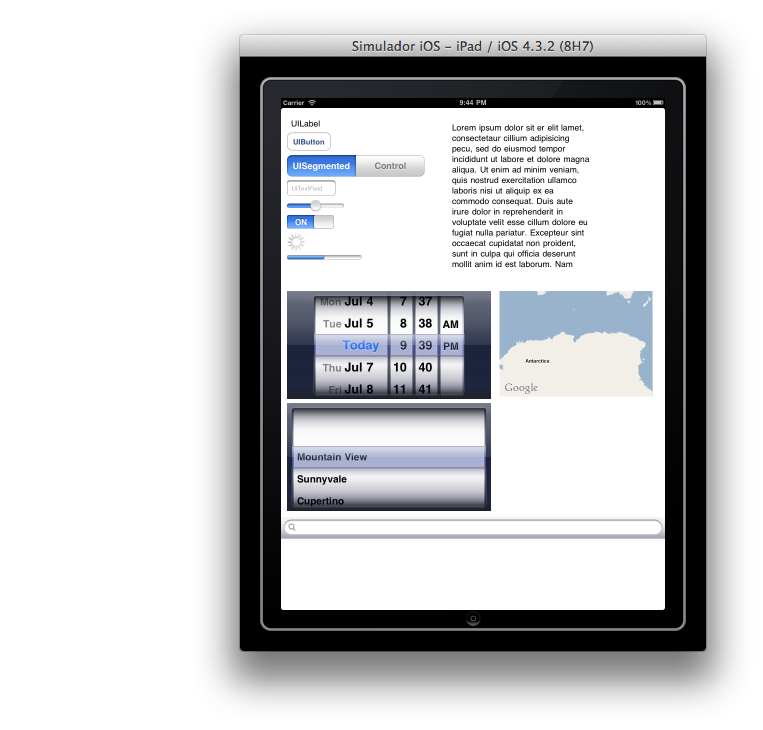 Simulador iOS – iPad / iOS 4.3.2 (8H7)
Carrier 9:44 PM 100%
UILabel
UIButton
UISegmented Control
UITextField
ON
Lorem ipsum dolor sit er elit lamet,
consectetaur cillium adipisicing
pecu, sed do eiusmod tempor
incididunt ut labore et dolore magna
aliqua. Ut enim ad minim veniam,
quis nostrud exercitation ullamco
laboris nisi ut aliquip ex ea
commodo consequat. Duis aute
irure dolor in reprehenderit in
voluptate velit esse cillum dolore eu
fugiat nulla pariatur. Excepteur sint
occaecat cupidatat non proident,
sunt in culpa qui officia deserunt
mollit anim id est laborum. Nam
Mon Jul 4 7 37
Tue Jul 5 8 38 AM
Today 9 39 PM
Thu Jul 7 10 40
Fri Jul 8 11 41
Antarctica
Google
Mountain View
Sunnyvale
Cupertino